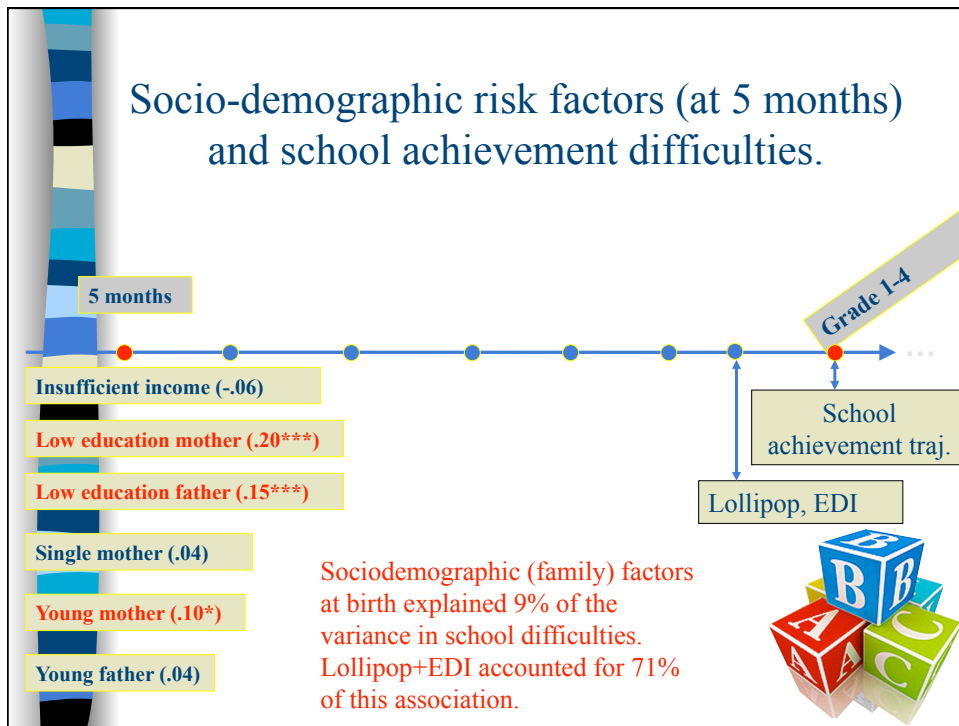 Socio-demographic risk factors (at 5 months)
and school achievement difficulties.
5 months
Grade 1-4
...
Insufficient income (-.06)
Low education mother (.20***)
Low education father (.15***)
Single mother (.04)
Young mother (.10*)
Young father (.04)
School
achievement traj.
Lollipop, EDI
Sociodemographic (family) factors
at birth explained 9% of the
variance in school difficulties.
Lollipop+EDI accounted for 71%
of this association.
B
B
A
A
A
C
C